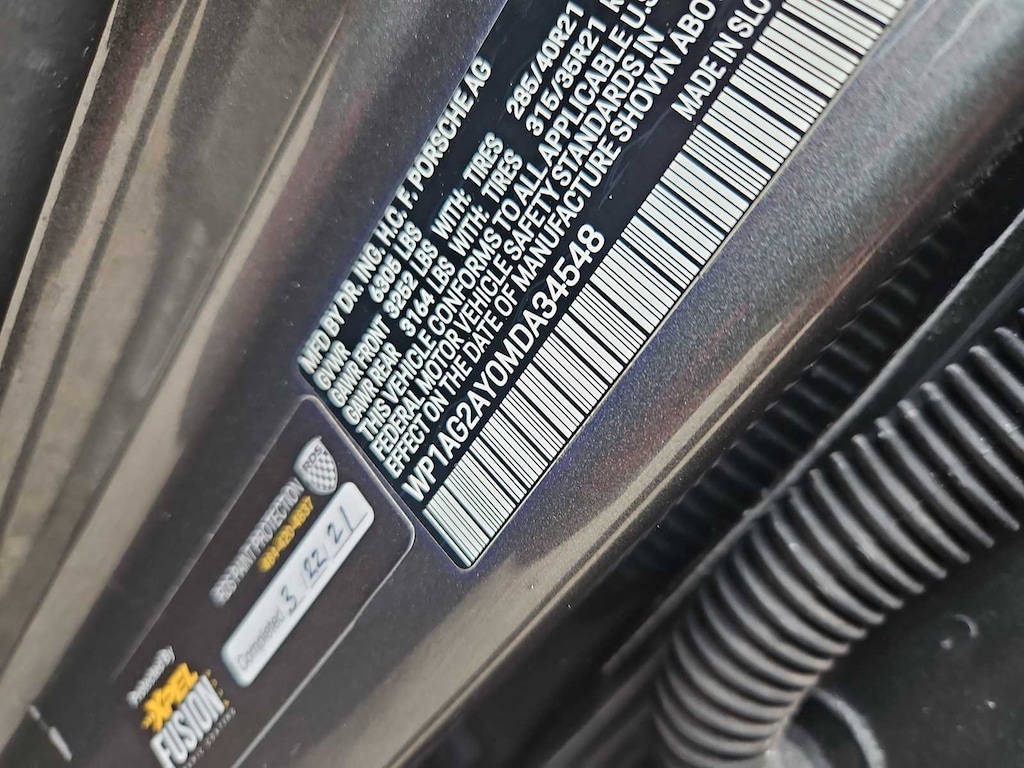 MFD BY DR. ING. H.C. F. PORSCHE AG
GVWR 6305 LBS
GAWR FRONT 3232 LBS WITH: TIRES 285/40R21
GAWR REAR 3164 LBS WITH: TIRES 315/35R21
THIS VEHICLE CONFORMS TO ALL APPLICABLE U.S.
FEDERAL MOTOR VEHICLE SAFETY STANDARDS IN
EFFECT ON THE DATE OF MANUFACTURE SHOWN ABO
MADE IN SLO
WP1AG2AY0MDA34548
PAINT PROTECTION
Completed 3/22/21
Protected By
XPEL
FUSION